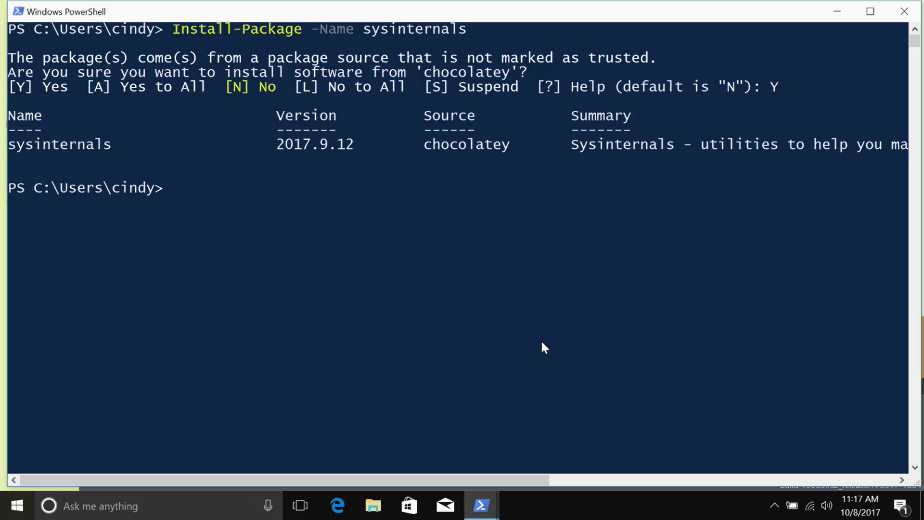 Windows PowerShell
PS C:\Users\cindy> Install-Package -Name sysinternals
The package(s) come(s) from a package source that is not marked as trusted.
Are you sure you want to install software from 'chocolatey'?
[Y] Yes [A] Yes to All [N] No [L] No to All [S] Suspend [?] Help (default is "N"): Y
Name Version Source Summary
---- ------- ------ -------
sysinternals 2017.9.12 chocolatey Sysinternals - utilities to help you ma
PS C:\Users\cindy>
Ask me anything
11:17 AM
10/8/2017
1